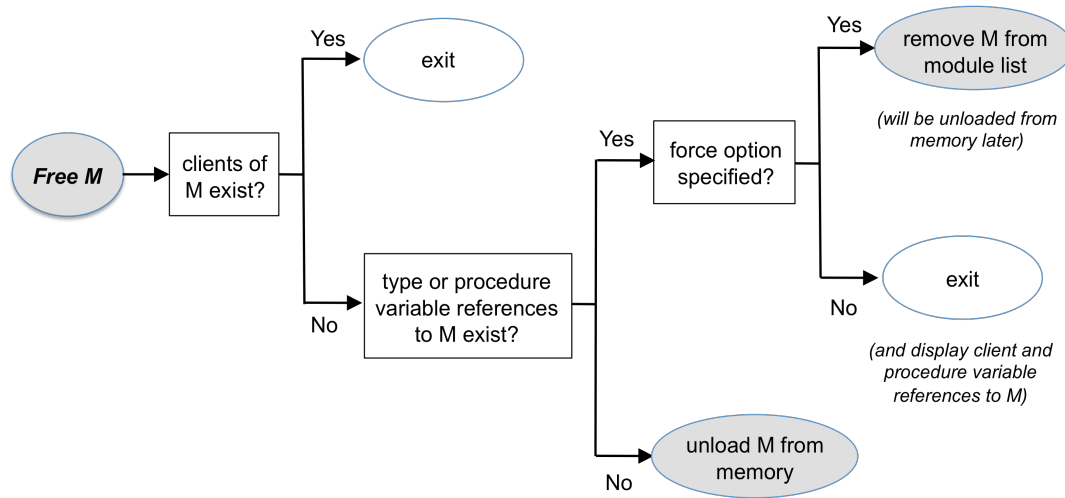 Free M
clients of
M exist?
Yes
exit
No
type or procedure
variable references
to M exist?
Yes
force option
specified?
Yes
remove M from
module list
(will be unloaded from
memory later)
No
exit
(and display client and
procedure variable
references to M)
No
unload M from
memory